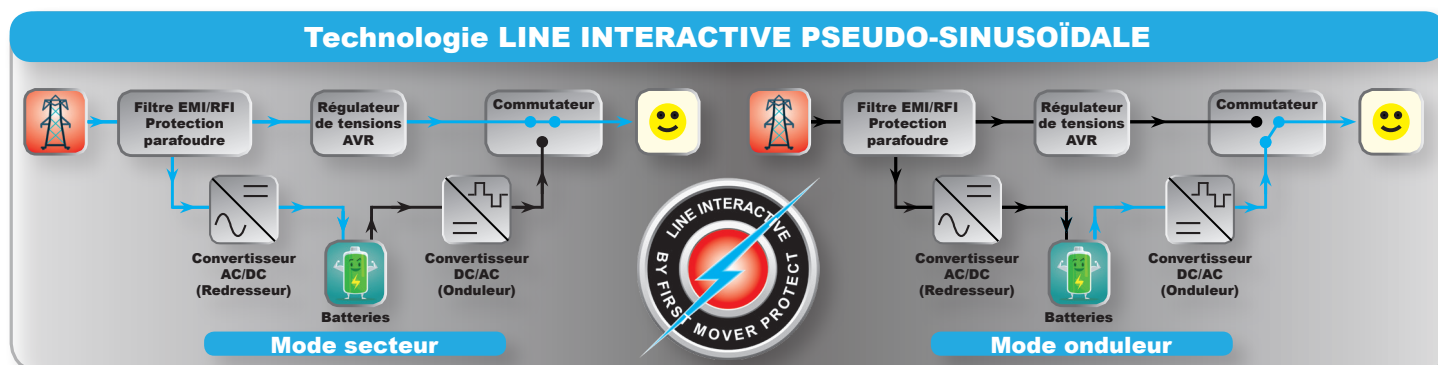 Technologie LINE INTERACTIVE PSEUDO-SINUSOÏDALE
Filtre EMI/RFI
Protection
parafoudre
Régulateur
de tensions
AVR
Commutateur
Convertisseur
AC/DC
(Redresseur)
Batteries
Convertisseur
DC/AC
(Onduleur)
Mode secteur
LINE INTERACTIVE
BY FIRST MOVER PROTECT
Filtre EMI/RFI
Protection
parafoudre
Régulateur
de tensions
AVR
Commutateur
Convertisseur
AC/DC
(Redresseur)
Batteries
Convertisseur
DC/AC
(Onduleur)
Mode onduleur